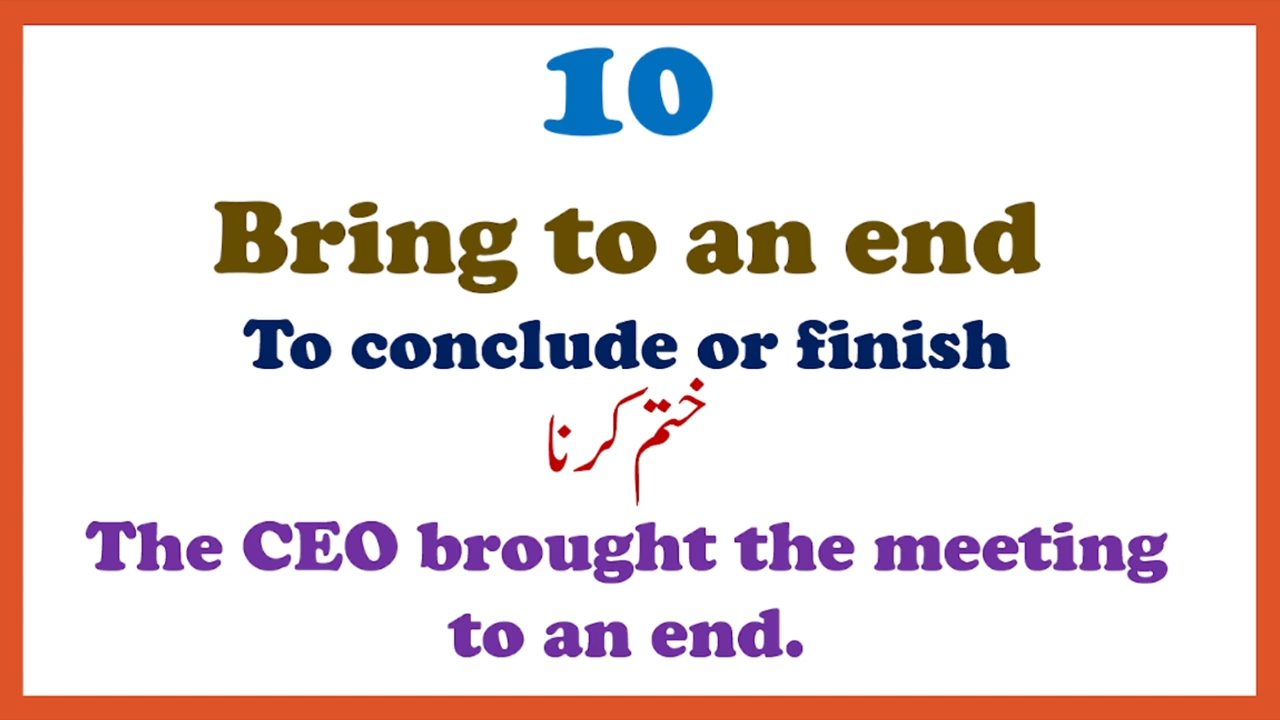 10
Bring to an end
To conclude or finish
ختم کرنا
The CEO brought the meeting
to an end.